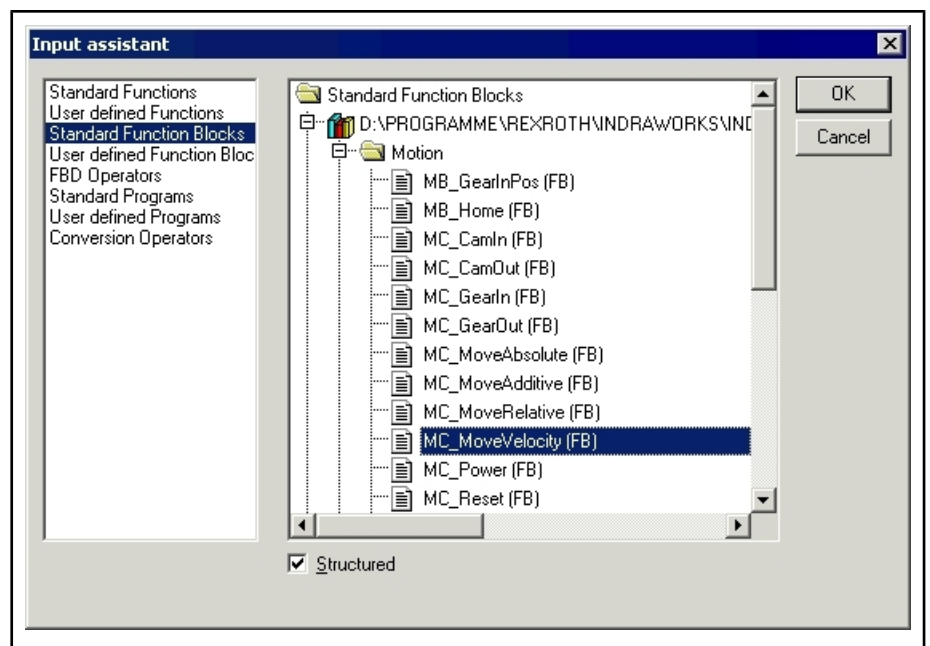 Input assistant
Standard Functions
User defined Functions
Standard Function Blocks
User defined Function Bloc
FBD Operators
Standard Programs
User defined Programs
Conversion Operators
Standard Function Blocks
D:\PROGRAMME\REXROTH\INDRAWORKS\IND
Motion
MB_GearInPos (FB)
MB_Home (FB)
MC_CamIn (FB)
MC_CamOut (FB)
MC_GearIn (FB)
MC_GearOut (FB)
MC_MoveAbsolute (FB)
MC_MoveAdditive (FB)
MC_MoveRelative (FB)
MC_MoveVelocity (FB)
MC_Power (FB)
MC_Reset (FB)
Structured
OK
Cancel